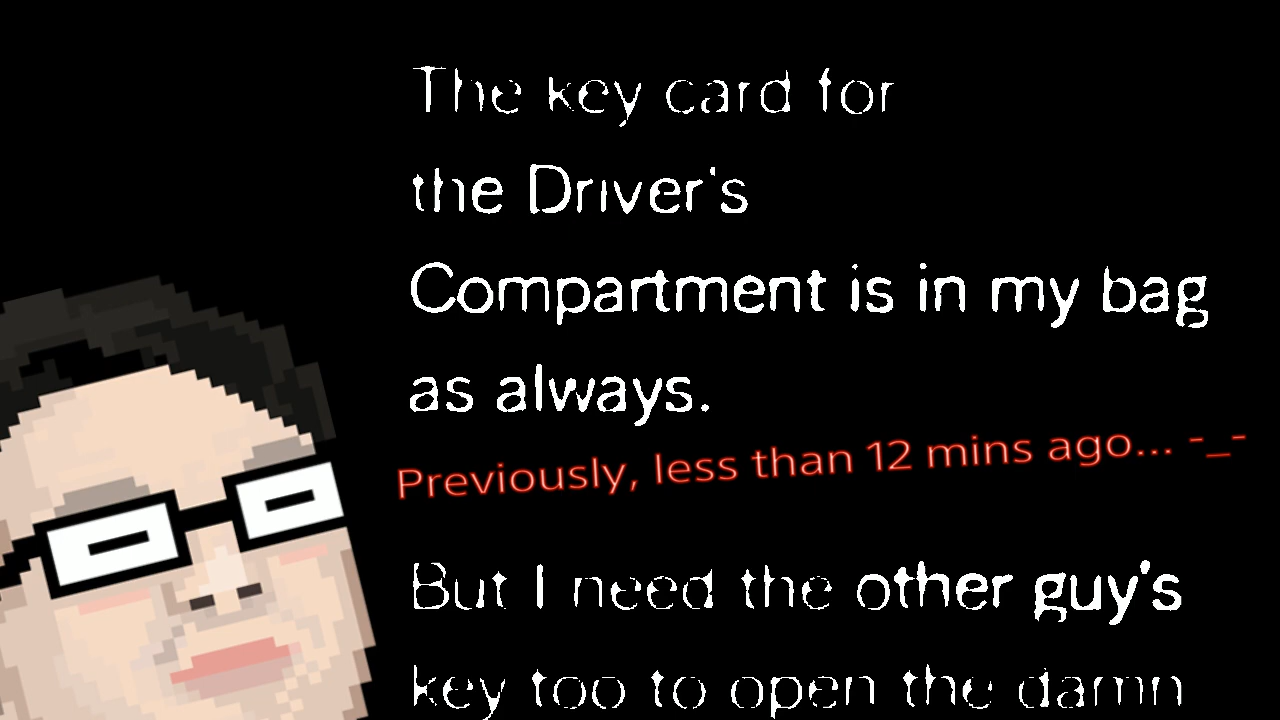 The key card for
the Driver's
Compartment is in my bag
as always.
Previously, less than 12 mins ago... -_-
But I need the other guy's
key too to open the damn